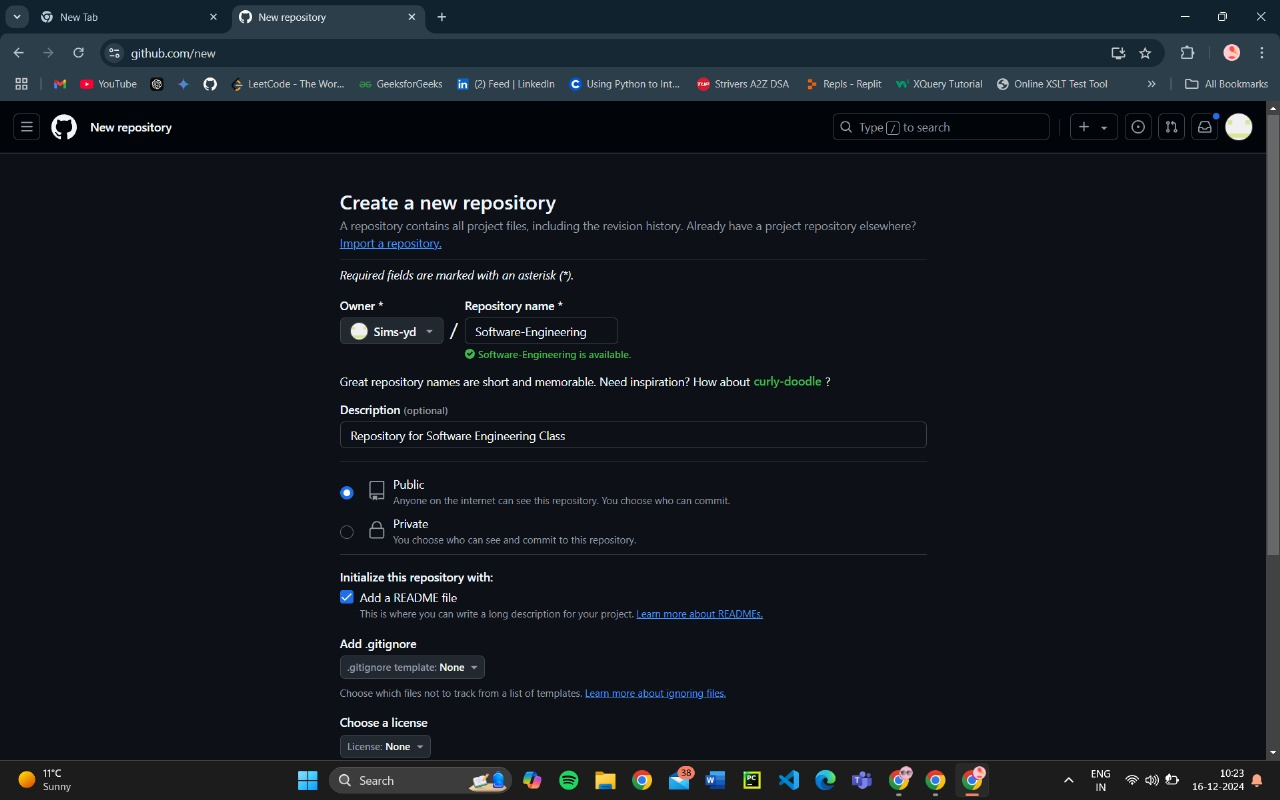 New Tab
New repository
github.com/new
YouTube
LeetCode - The Wor...
GeeksforGeeks
(2) Feed | LinkedIn
Using Python to Int...
Strivers A2Z DSA
Repls - Replit
XQuery Tutorial
Online XSLT Test Tool
»
All Bookmarks
New repository
Type / to search
Create a new repository
A repository contains all project files, including the revision history. Already have a project repository elsewhere?
Import a repository.
Required fields are marked with an asterisk (*).
Owner *
Repository name *
Sims-yd
/
Software-Engineering
Software-Engineering is available.
Great repository names are short and memorable. Need inspiration? How about curly-doodle ?
Description (optional)
Repository for Software Engineering Class
Public
Anyone on the internet can see this repository. You choose who can commit.
Private
You choose who can see and commit to this repository.
Initialize this repository with:
Add a README file
This is where you can write a long description for your project. Learn more about READMEs.
Add .gitignore
.gitignore template: None
Choose which files not to track from a list of templates. Learn more about ignoring files.
Choose a license
License: None
11°C
Sunny
Search
38
ENG
IN
10:23
16-12-2024